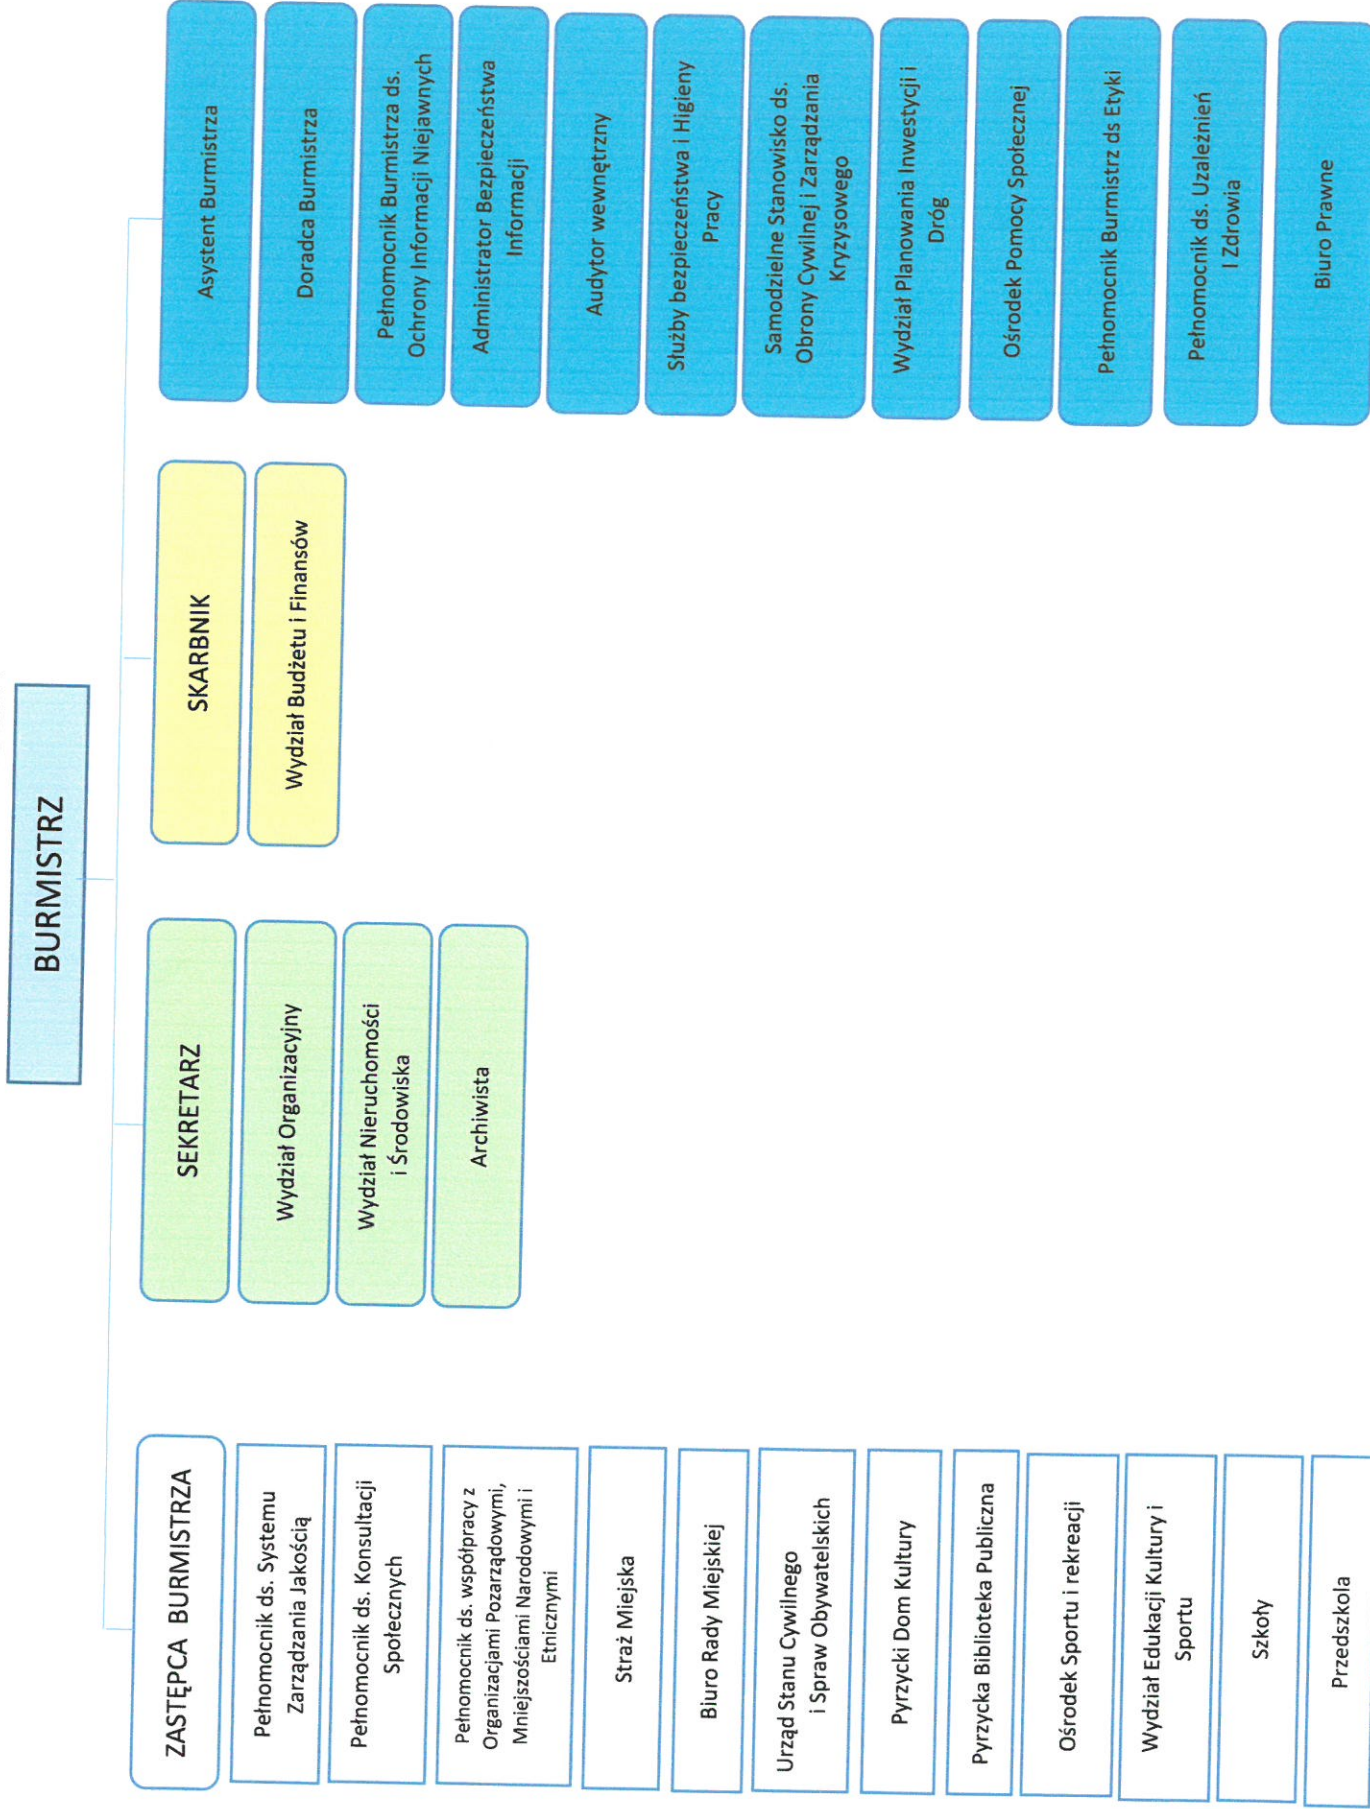 BURMISTRZ
ZASTĘPCA BURMISTRZA
Pełnomocnik ds. Systemu
Zarządzania Jakością
Pełnomocnik ds. Konsultacji
Społecznych
Pełnomocnik ds. współpracy z
Organizacjami Pozarządowymi,
Mniejszościami Narodowymi i
Etnicznymi
Straż Miejska
Biuro Rady Miejskiej
Urząd Stanu Cywilnego
i Spraw Obywatelskich
Pyrzycki Dom Kultury
Pyrzycka Biblioteka Publiczna
Ośrodek Sportu i rekreacji
Wydział Edukacji Kultury i
Sportu
Szkoły
Przedszkola
SEKRETARZ
Wydział Organizacyjny
Wydział Nieruchomości
i Środowiska
Archiwista
SKARBNIK
Wydział Budżetu i Finansów
Asystent Burmistrza
Doradca Burmistrza
Pełnomocnik Burmistrza ds.
Ochrony Informacji Niejawnych
Administrator Bezpieczeństwa
Informacji
Audytor wewnętrzny
Służby bezpieczeństwa i Higieny
Pracy
Samodzielne Stanowisko ds.
Obrony Cywilnej i Zarządzania
Kryzysowego
Wydział Planowania Inwestycji i
Dróg
Ośrodek Pomocy Społecznej
Pełnomocnik Burmistrz ds Etyki
Pełnomocnik ds. Uzależnień
I Zdrowia
Biuro Prawne